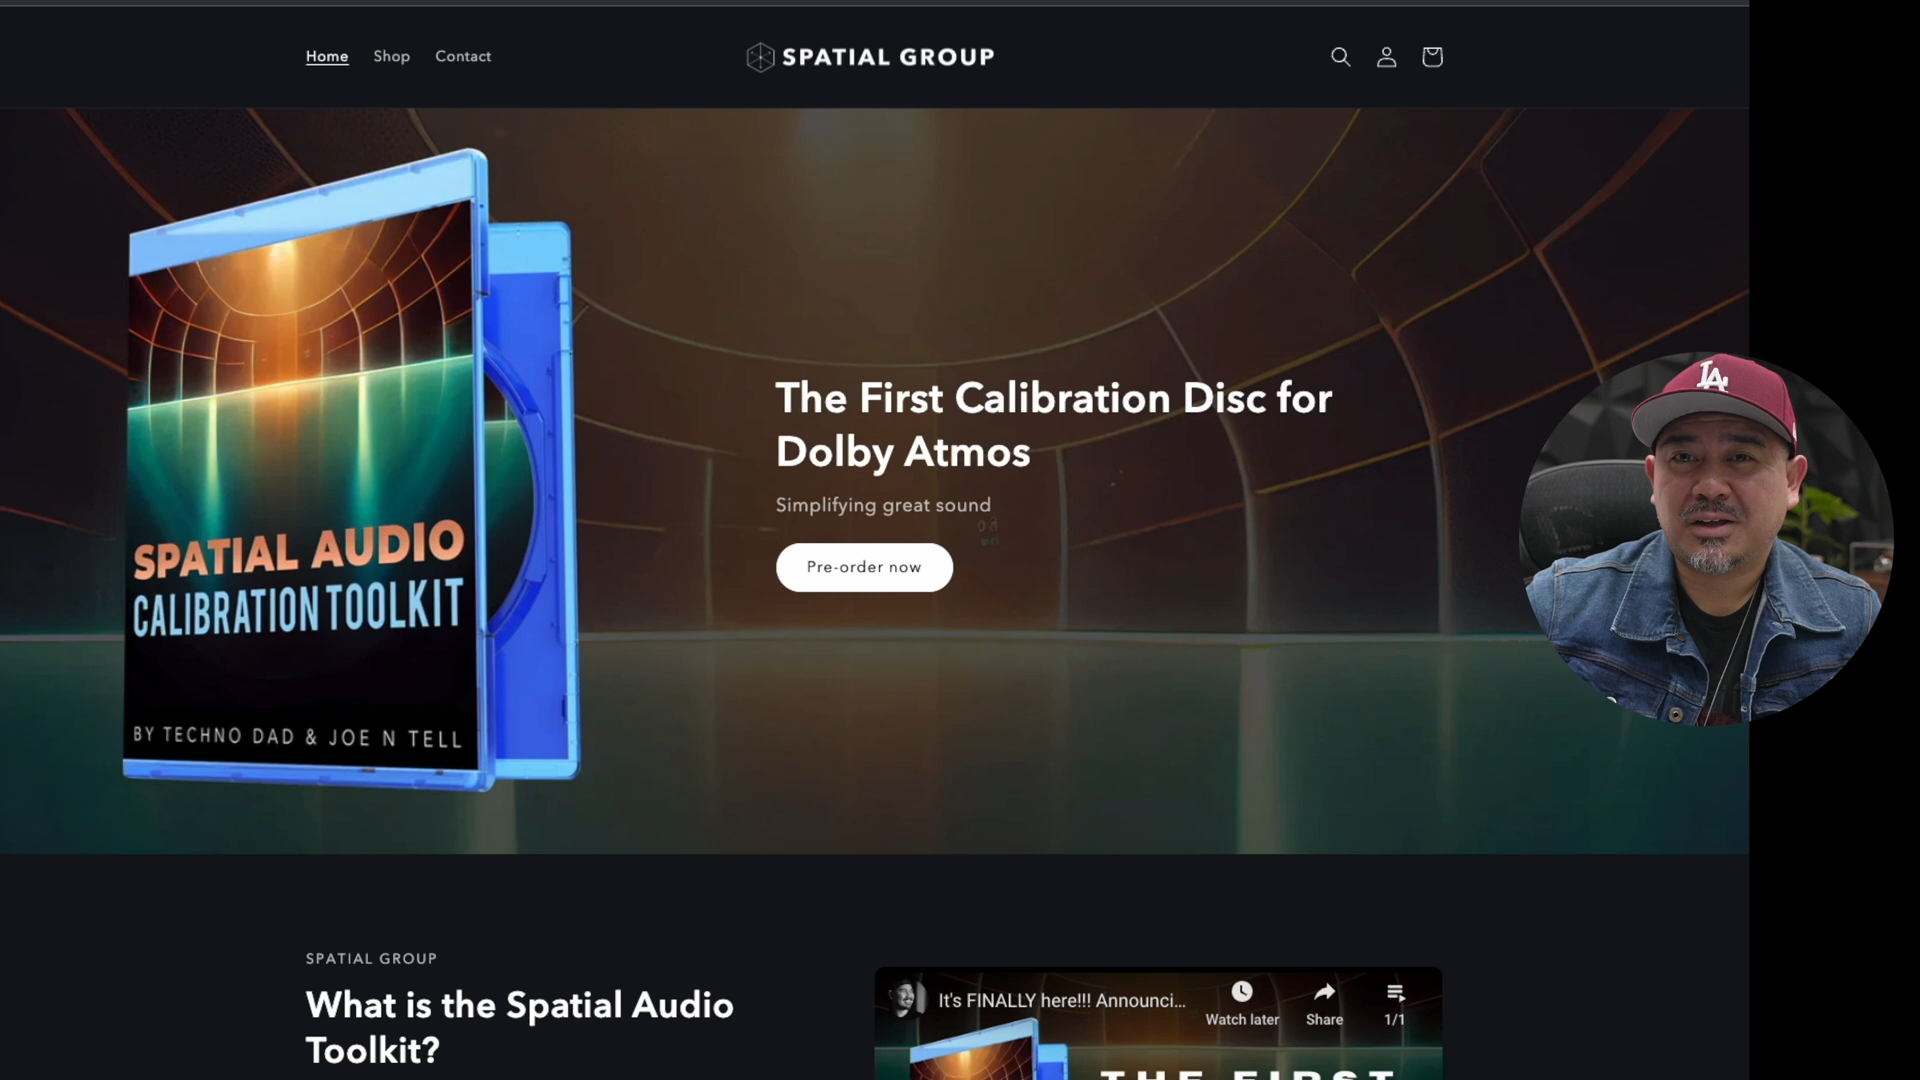 Home
Shop
Contact
SPATIAL GROUP
The First Calibration Disc for
Dolby Atmos
Simplifying great sound
Pre-order now
SPATIAL AUDIO
CALIBRATION TOOLKIT
BY TECHNO DAD & JOE N TELL
LA
SPATIAL GROUP
What is the Spatial Audio
Toolkit?
It's FINALLY here!!! Announci...
Watch later
Share
1/1
THE FIRST